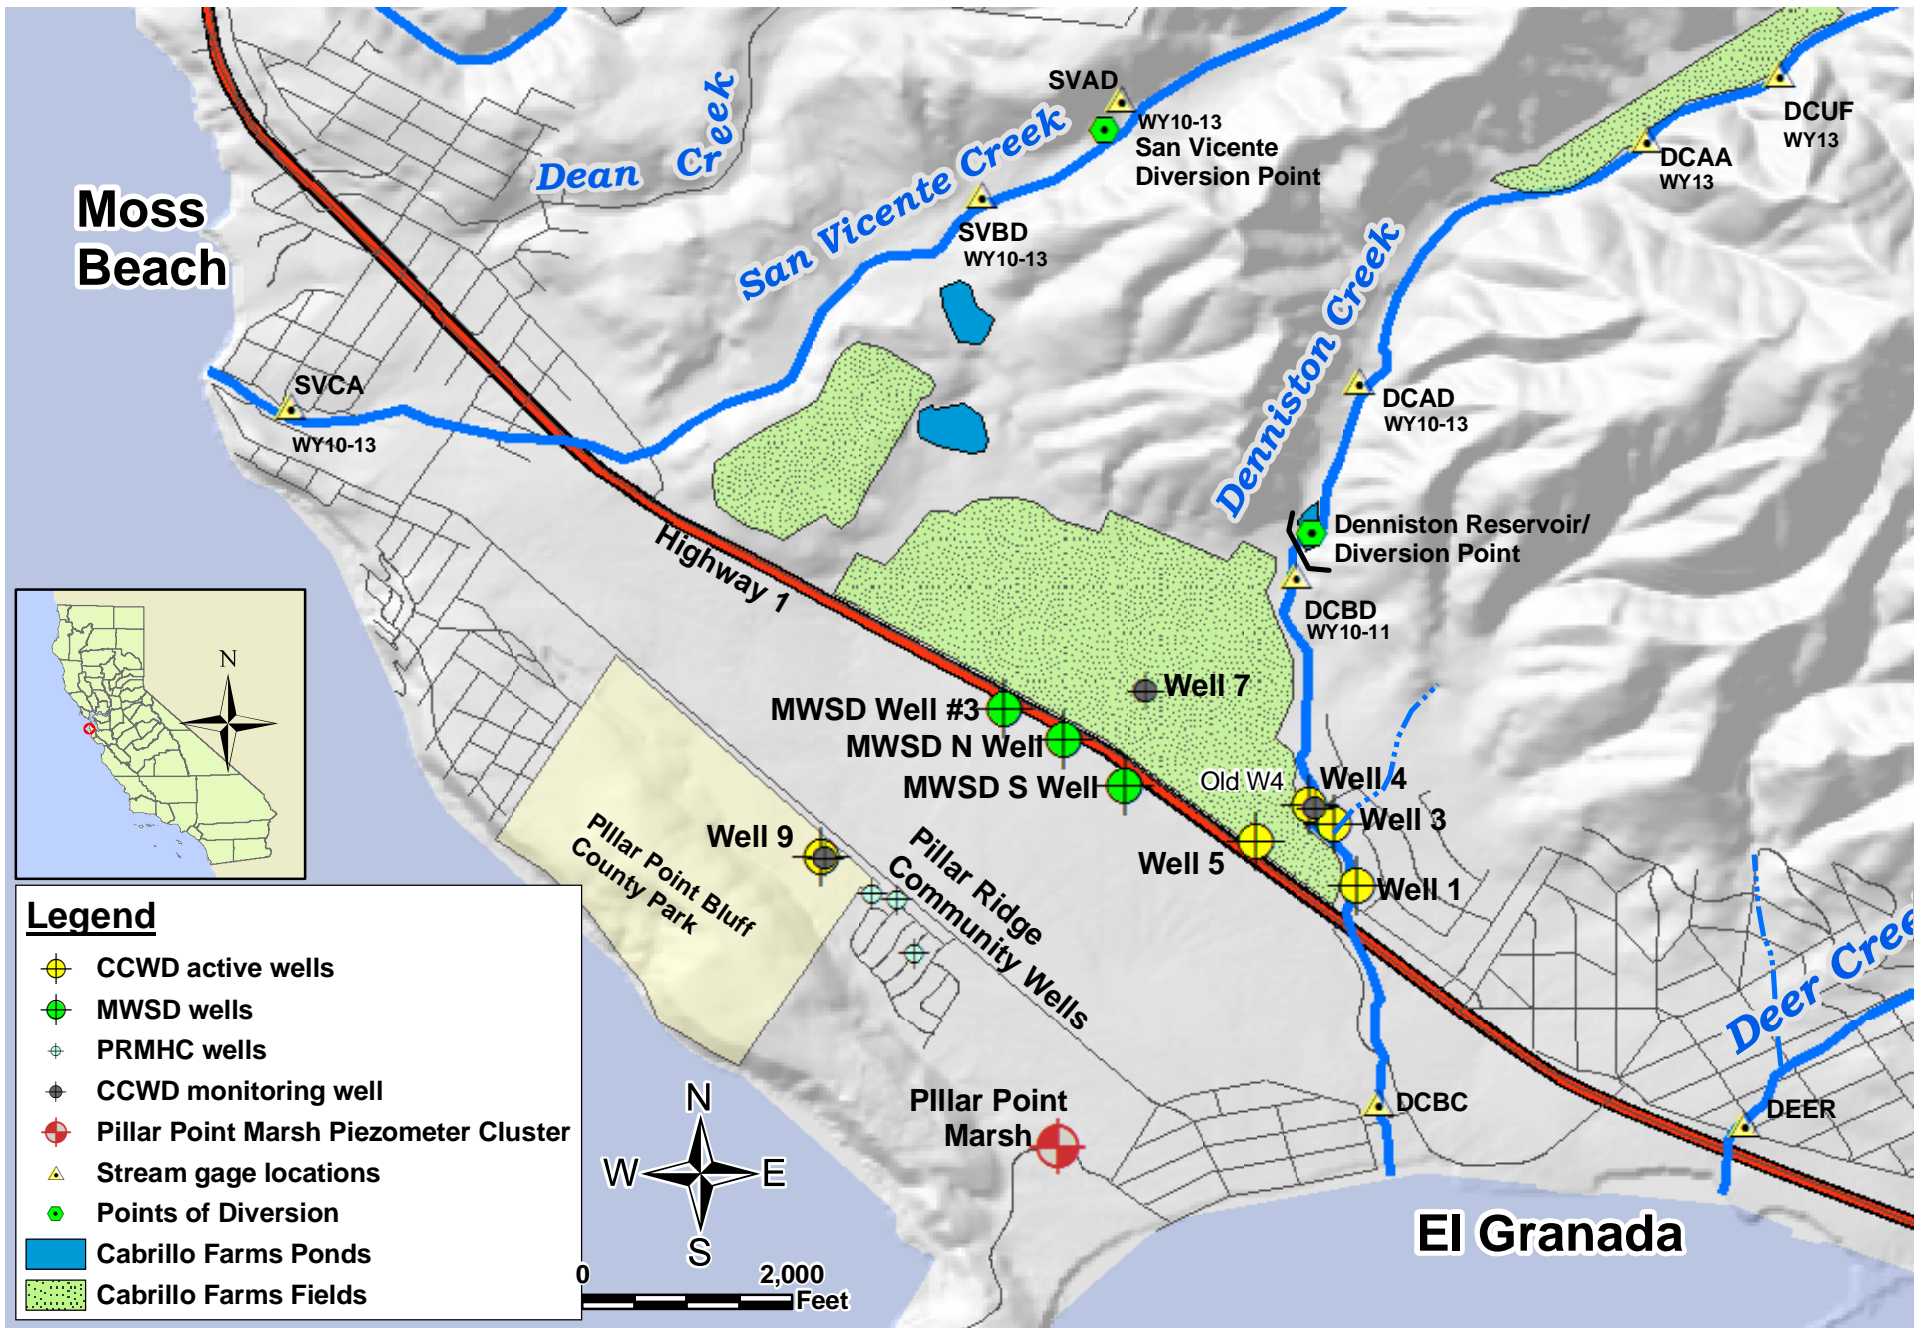 SVAD
WY10-13
San Vicente
Diversion Point
DCUF
WY13
DCAA
WY13
Dean Creek
San Vicente Creek
Moss
Beach
SVBD
WY10-13
Denniston Creek
SVCA
WY10-13
DCAD
WY10-13
Denniston Reservoir/
Diversion Point
Highway 1
DCBD
WY10-11
Well 7
MWSD Well #3
MWSD N Well
MWSD S Well
Old W4
Well 4
Well 3
Well 5
Well 1
Well 9
PIllar Point Bluff
County Park
Pillar Ridge
Community Wells
Deer Cree
PIllar Point
Marsh
DCBC
DEER
El Granada
N
Legend
CCWD active wells
MWSD wells
PRMHC wells
CCWD monitoring well
Pillar Point Marsh Piezometer Cluster
Stream gage locations
Points of Diversion
Cabrillo Farms Ponds
Cabrillo Farms Fields
N
W E
S
0 2,000
Feet